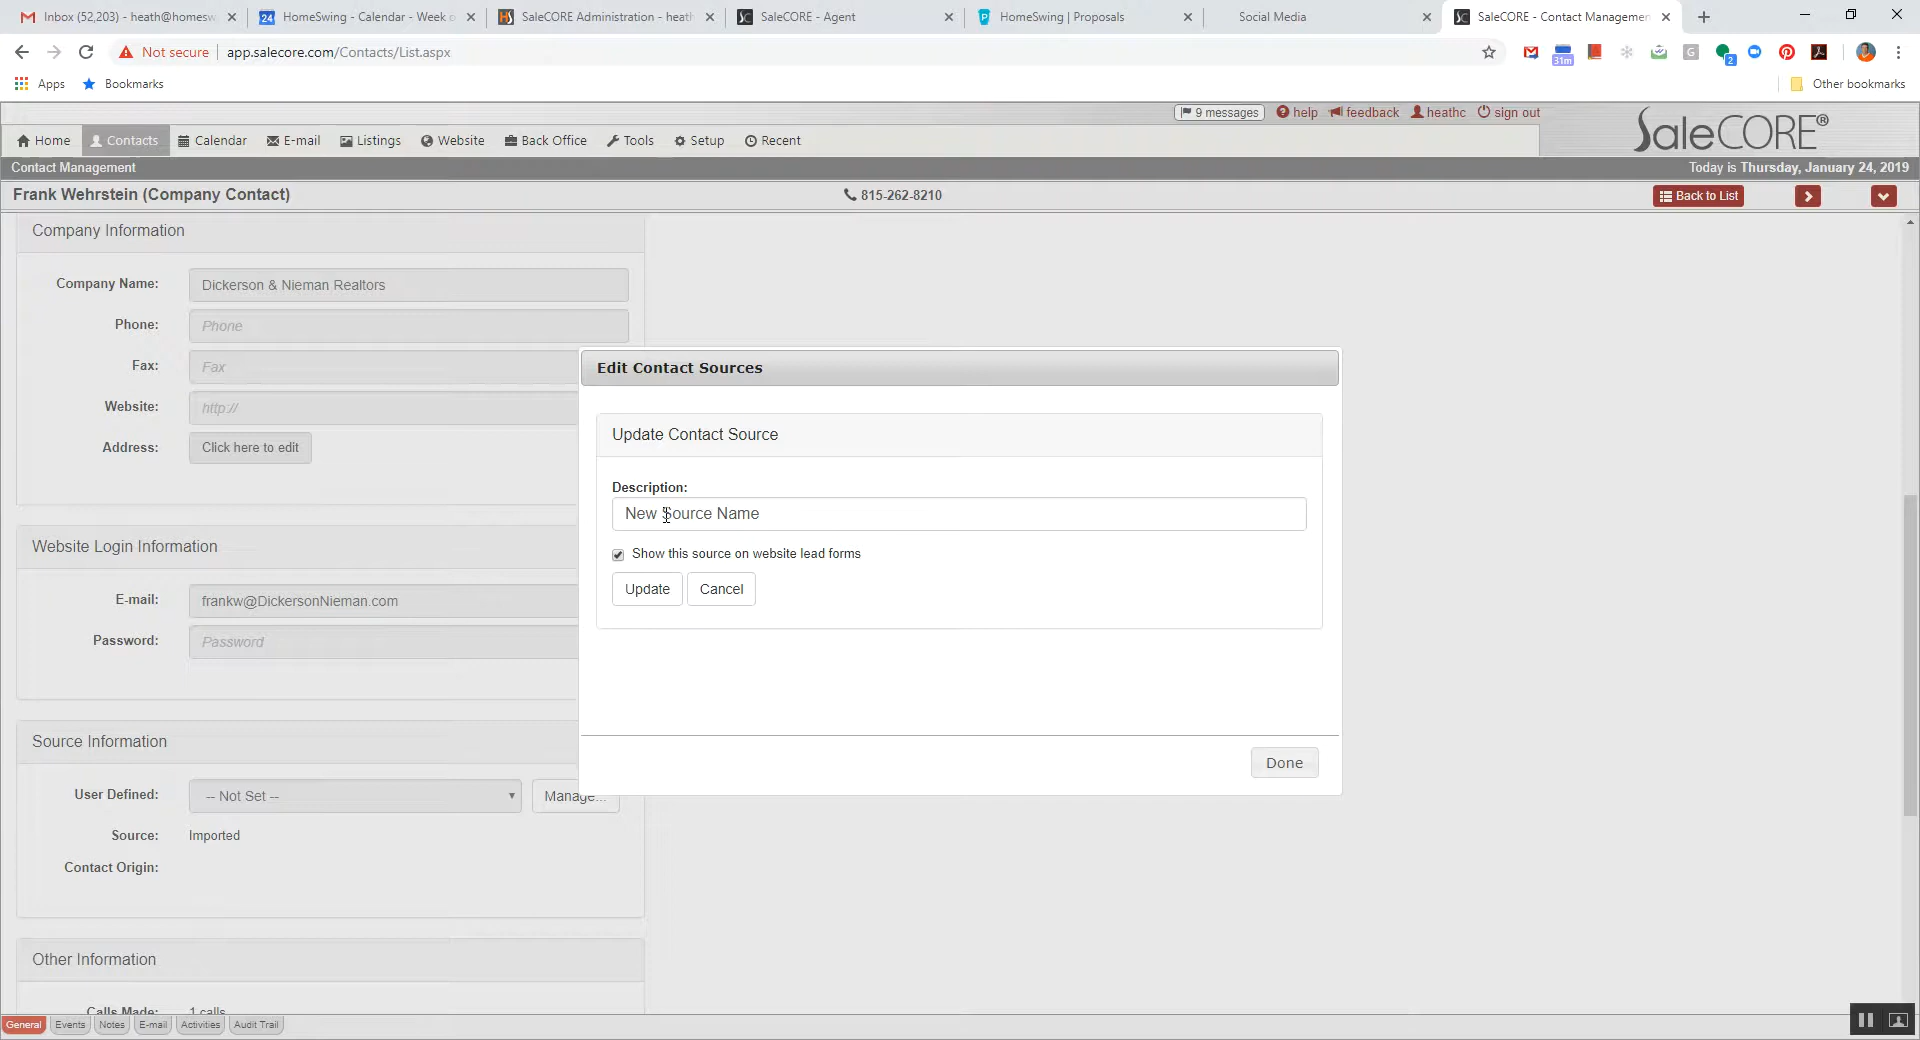 Inbox (52,203) - heath@homesw
24 HomeSwing - Calendar - Week o
SaleCORE Administration - heath
SaleCORE - Agent
HomeSwing | Proposals
Social Media
SaleCORE - Contact Managemen
Not secure app.salecore.com/Contacts/List.aspx
31m G 2
Apps Bookmarks Other bookmarks
9 messages help feedback heathc sign out
SaleCORE®
Home Contacts Calendar E-mail Listings Website Back Office Tools Setup Recent
Contact Management Today is Thursday, January 24, 2019
Frank Wehrstein (Company Contact) 815-262-8210 Back to List
Company Information
Company Name: Dickerson & Nieman Realtors
Phone: Phone
Fax: Fax
Website: http://
Address: Click here to edit
Website Login Information
E-mail: frankw@DickersonNieman.com
Password: Password
Source Information
User Defined: -- Not Set -- Manage...
Source: Imported
Contact Origin:
Other Information
Calls Made: 1 calls
General Events Notes E-mail Activities Audit Trail
Edit Contact Sources
Update Contact Source
Description:
New Source Name
Show this source on website lead forms
Update Cancel
Done